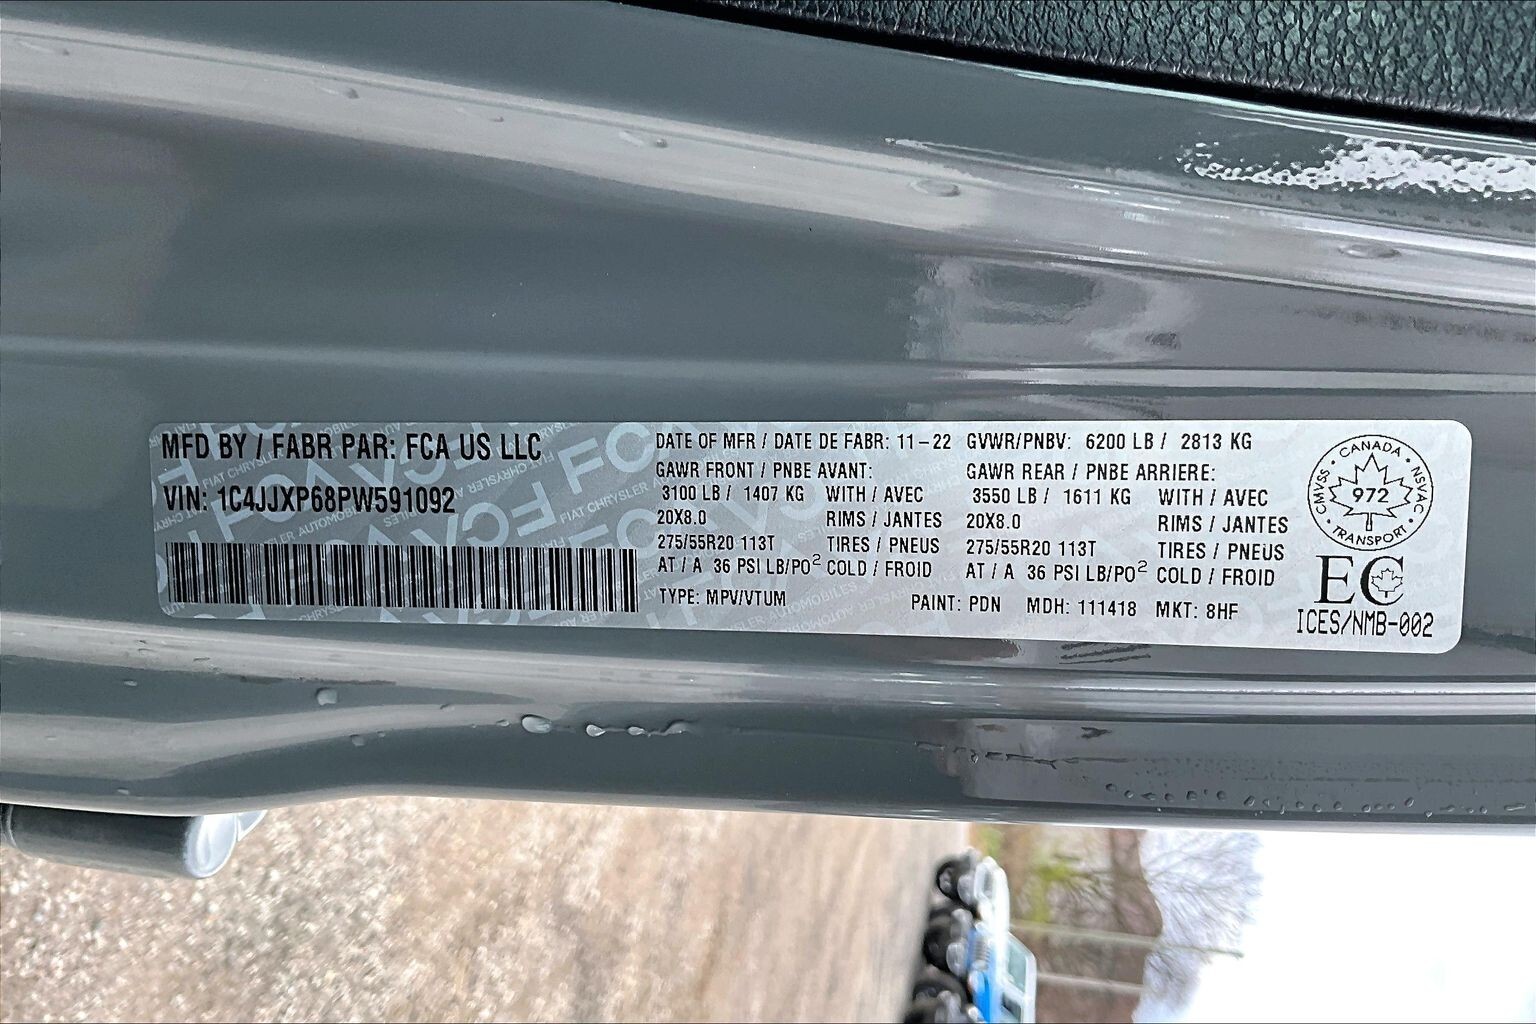 MFD BY / FABR PAR: FCA US LLC
VIN: 1C4JJXP68PW591092
DATE OF MFR / DATE DE FABR: 11-22
GAWR FRONT / PNBE AVANT:
3100 LB / 1407 KG WITH / AVEC
20X8.0 RIMS / JANTES
275/55R20 113T TIRES / PNEUS
AT / A 36 PSI LB/PO² COLD / FROID
TYPE: MPV/VTUM
GVWR/PNBV: 6200 LB / 2813 KG
GAWR REAR / PNBE ARRIERE:
3550 LB / 1611 KG WITH / AVEC
20X8.0 RIMS / JANTES
275/55R20 113T TIRES / PNEUS
AT / A 36 PSI LB/PO² COLD / FROID
PAINT: PDN MDH: 111418 MKT: 8HF
CMVSS • CANADA • NSVAC • TRANSPORT •
972
EC
ICES/NMB-002